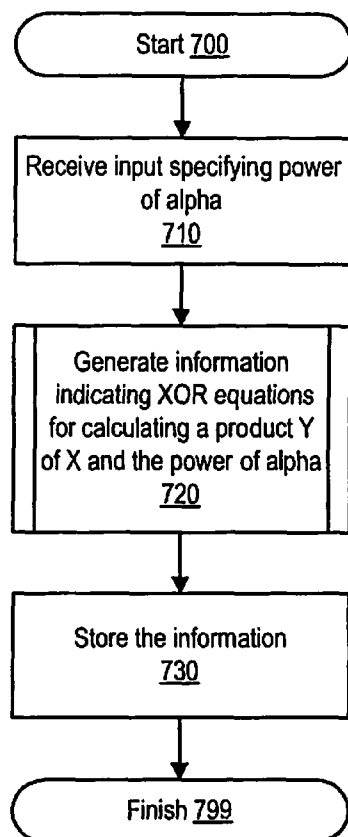 Start 700
Receive input specifying power
of alpha
710
Generate information
indicating XOR equations
for calculating a product Y
of X and the power of alpha
720
Store the information
730
Finish 799